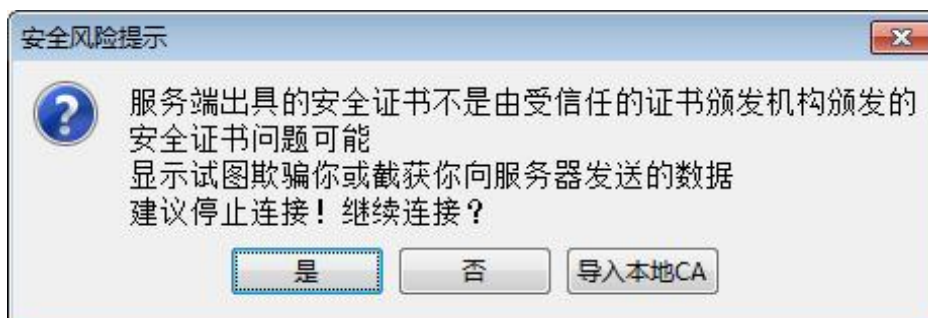 安全风险提示
服务端出具的安全证书不是由受信任的证书颁发机构颁发的
安全证书问题可能
显示试图欺骗你或截获你向服务器发送的数据
建议停止连接！继续连接？
是
否
导入本地CA